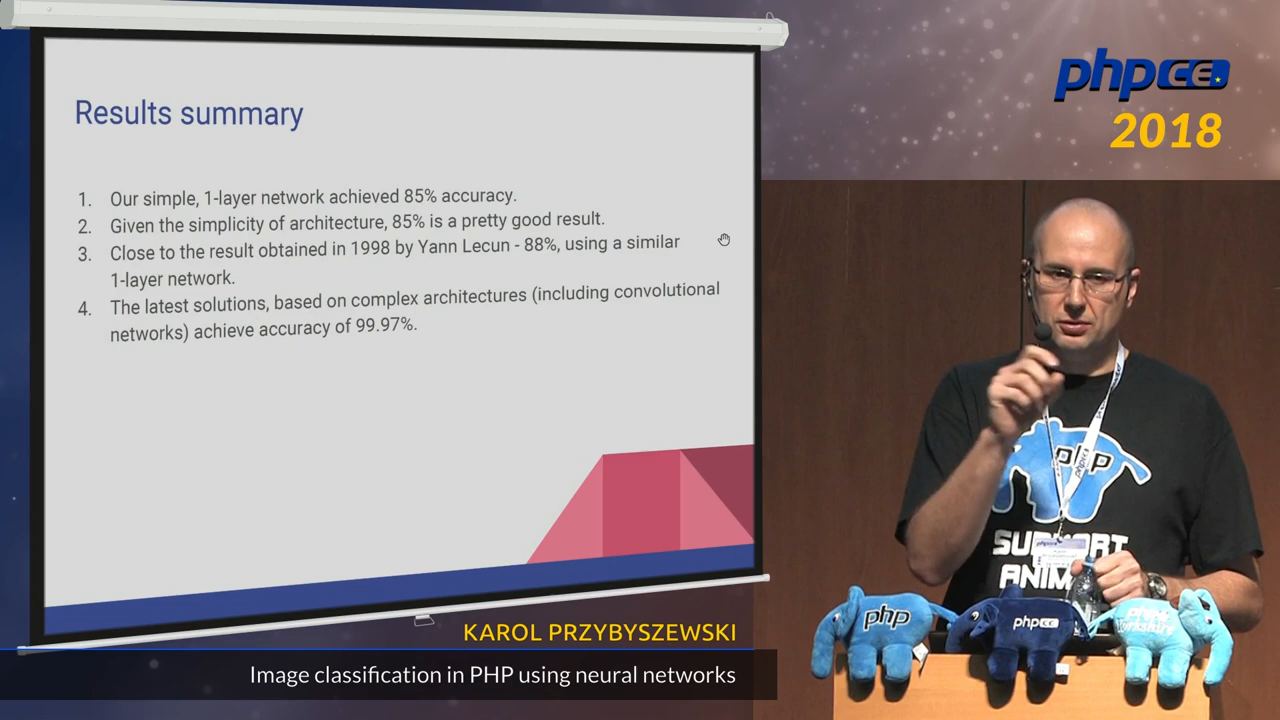 Results summary
1. Our simple, 1-layer network achieved 85% accuracy.
2. Given the simplicity of architecture, 85% is a pretty good result.
3. Close to the result obtained in 1998 by Yann Lecun - 88%, using a similar
1-layer network.
4. The latest solutions, based on complex architectures (including convolutional
networks) achieve accuracy of 99.97%.
phpce
2018
php
SUPPORT
ANIM
php
phpce
KAROL PRZYBYSZEWSKI
Image classification in PHP using neural networks